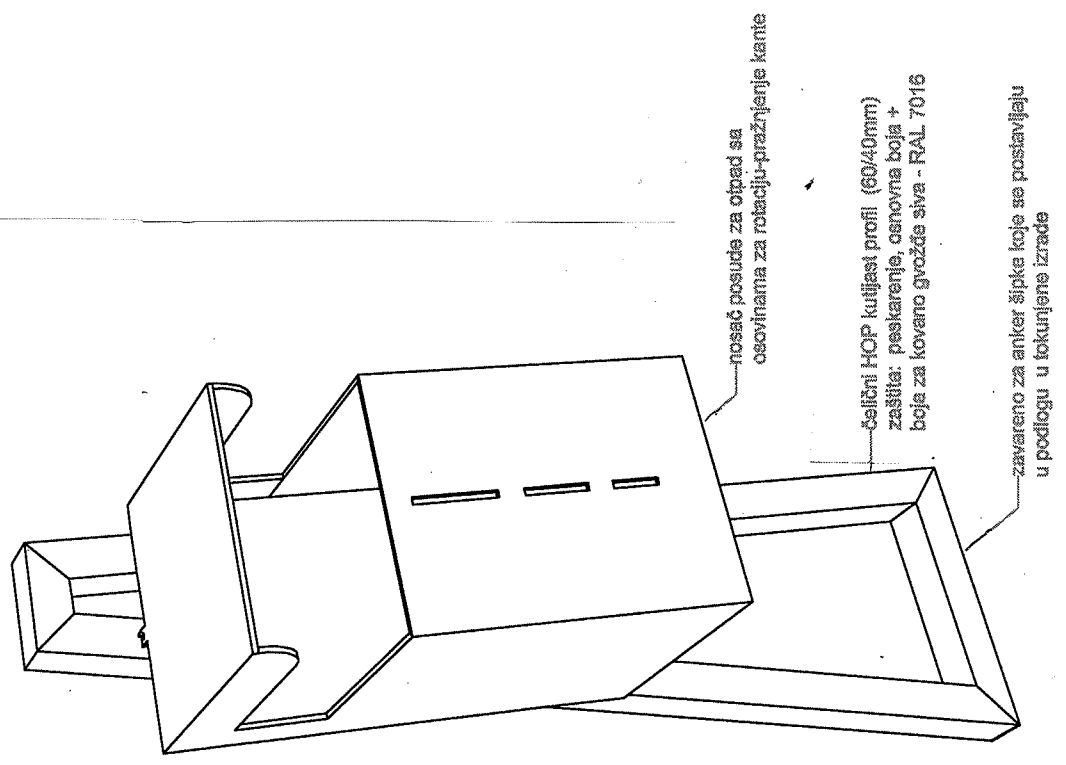 nosač posude za otpad sa
osovinama za rotaciju-pražnjenje kante
čelični HOP kutijast profil (60/40mm)
zaštita: peskarenje, osnovna boja +
boja za kovano gvožđe siva - RAL 7016
zavareno za anker šipke koje se postavljaju
u podlogu u tokunjene izrade